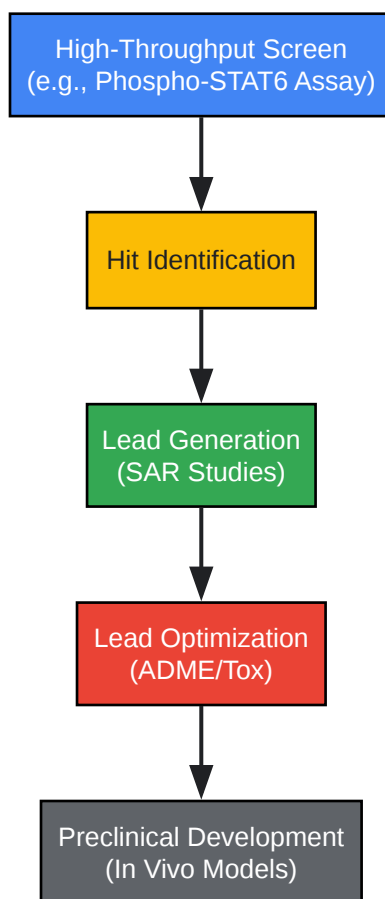 High-Throughput Screen
(e.g., Phospho-STAT6 Assay)
Hit Identification
Lead Generation
(SAR Studies)
Lead Optimization
(ADME/Tox)
Preclinical Development
(In Vivo Models)